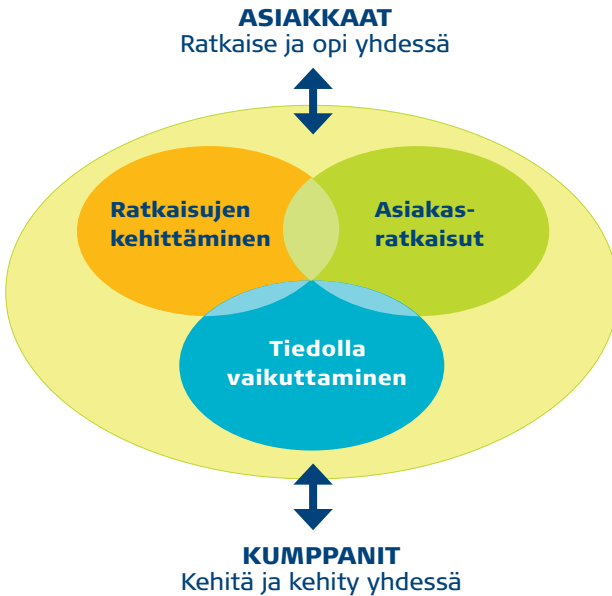 ASIAKKAAT
Ratkaise ja opi yhdessä
Ratkaisujen
kehittäminen
Asiakas-
ratkaisut
Tiedolla
vaikuttaminen
KUMPPANIT
Kehitä ja kehity yhdessä